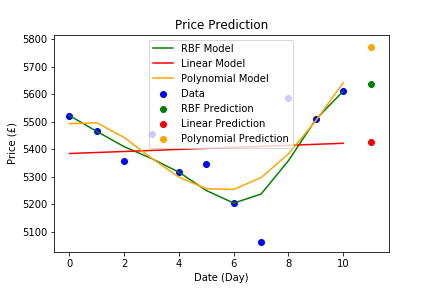 Price Prediction
5800
5700
5600
5500
5400
5300
5200
5100
Price (£)
RBF Model
Linear Model
Polynomial Model
Data
RBF Prediction
Linear Prediction
Polynomial Prediction
0 2 4 6 8 10
Date (Day)